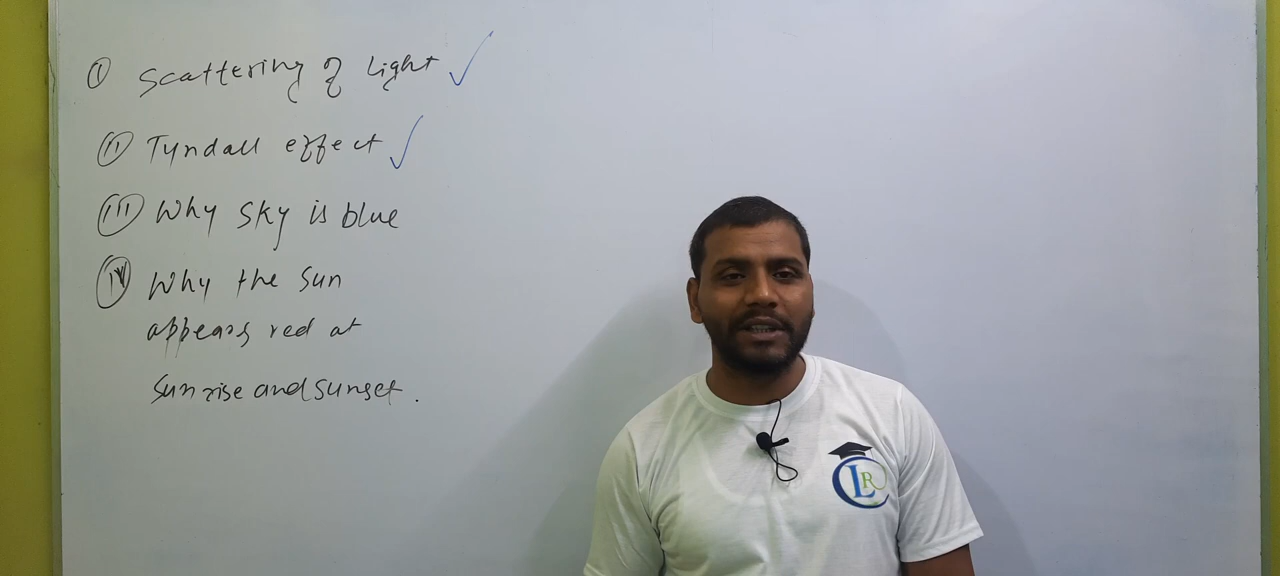 (I) Scattering of Light ✓
(II) Tyndall effect ✓
(III) Why Sky is blue
(IV) Why the Sun
appears red at
Sunrise and Sunset.
LRC